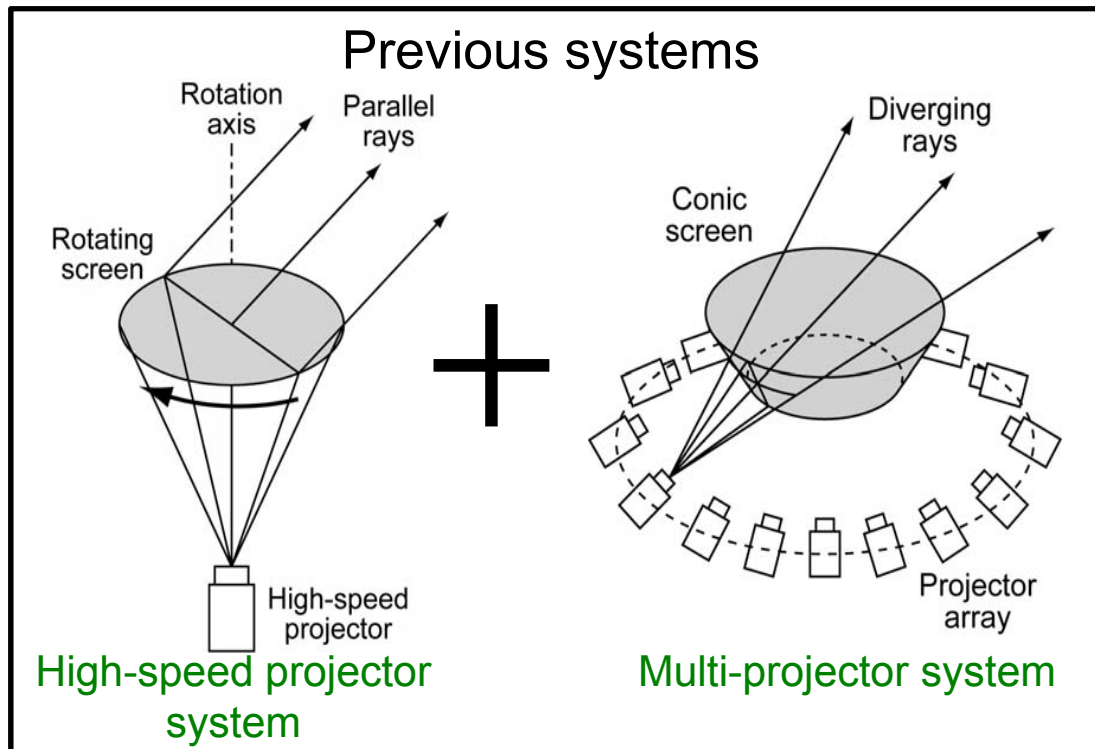 Previous systems
Rotation
axis
Parallel
rays
Rotating
screen
High-speed
projector
High-speed projector
system
Diverging
rays
Conic
screen
Projector
array
Multi-projector system